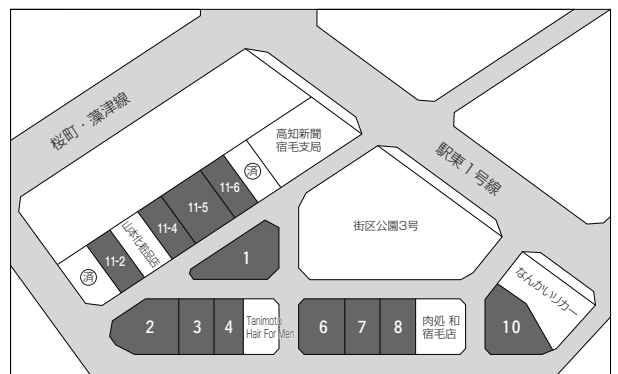 桜町・藻津線
高知新聞
宿毛支局
駅東1号線
済
11-6
11-5
11-4
山本化粧品店
11-2
済
街区公園3号
1
なんかいリカー
2
3
4
Tanimoto
Hair For Men
6
7
8
肉処 和
宿毛店
10